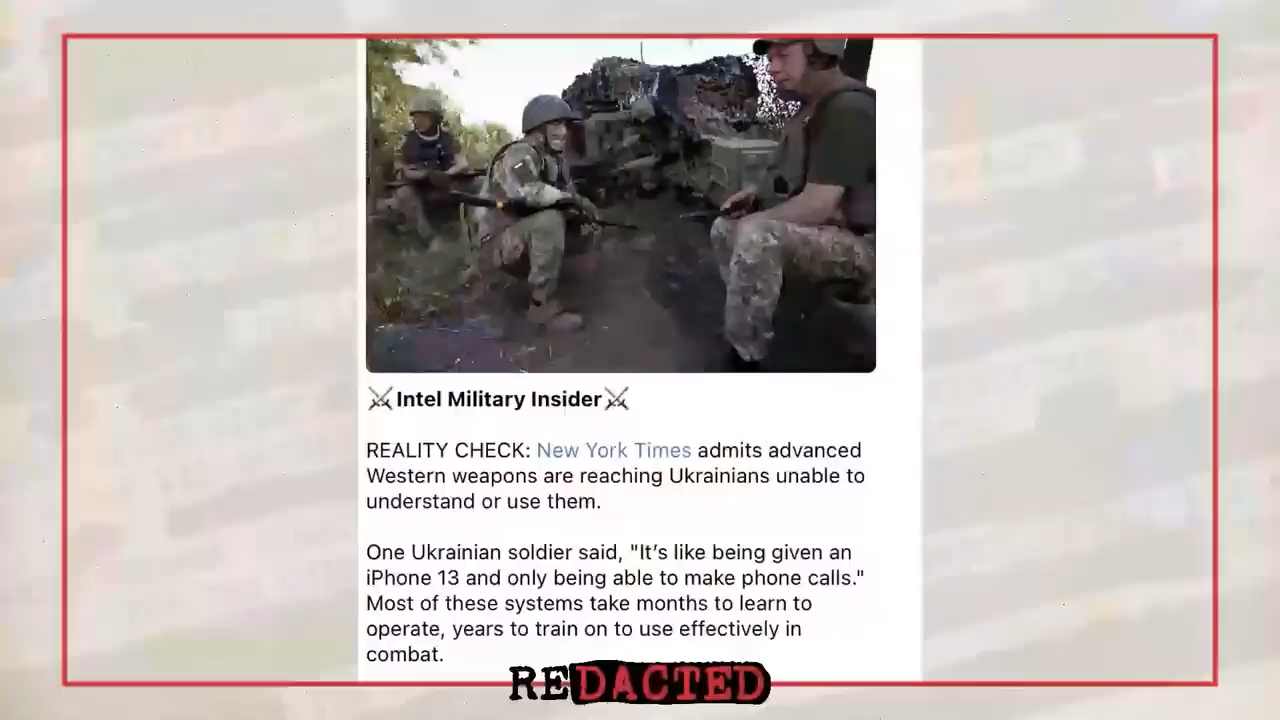 ⚔Intel Military Insider⚔
REALITY CHECK: New York Times admits advanced
Western weapons are reaching Ukrainians unable to
understand or use them.
One Ukrainian soldier said, "It’s like being given an
iPhone 13 and only being able to make phone calls."
Most of these systems take months to learn to
operate, years to train on to use effectively in
combat.
REDACTED